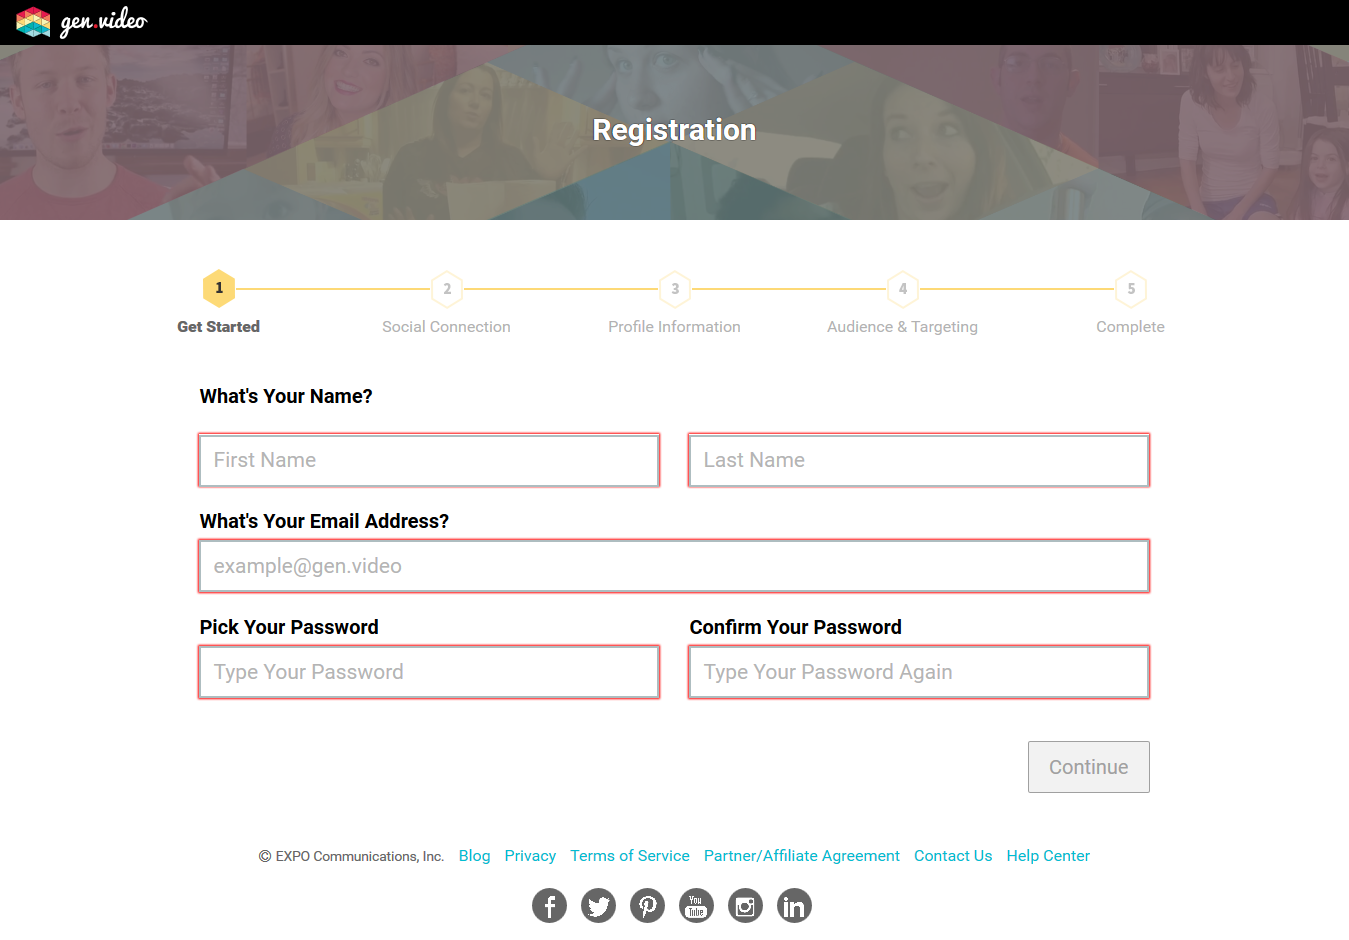 gen.video
Registration
1 2 3 4 5
Get Started Social Connection Profile Information Audience & Targeting Complete
What's Your Name?
First Name Last Name
What's Your Email Address?
example@gen.video
Pick Your Password Confirm Your Password
Type Your Password Type Your Password Again
Continue
© EXPO Communications, Inc. Blog Privacy Terms of Service Partner/Affiliate Agreement Contact Us Help Center
You
Tube